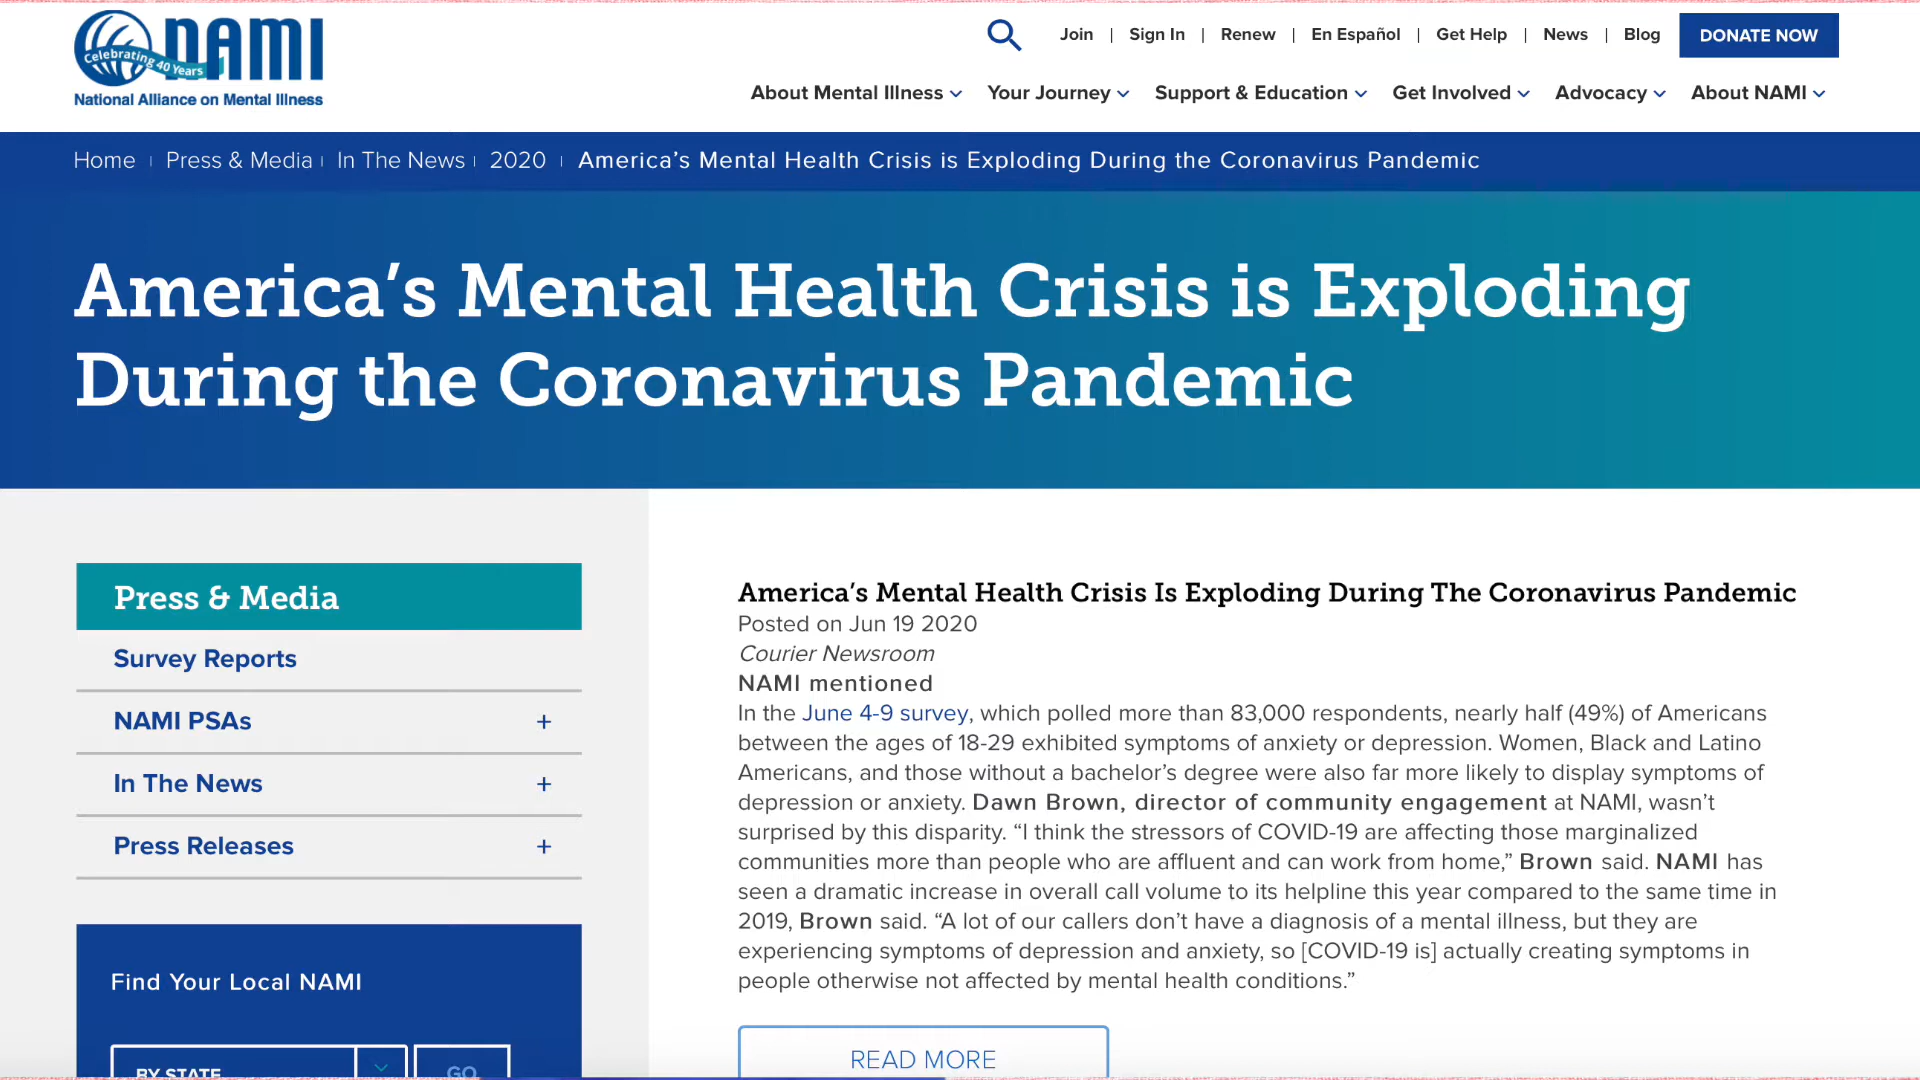 NAMI
Celebrating 40 Years
National Alliance on Mental Illness
Join | Sign In | Renew | En Español | Get Help | News | Blog
DONATE NOW
About Mental Illness
Your Journey
Support & Education
Get Involved
Advocacy
About NAMI
Home | Press & Media | In The News | 2020 | America’s Mental Health Crisis is Exploding During the Coronavirus Pandemic
America’s Mental Health Crisis is Exploding
During the Coronavirus Pandemic
Press & Media
Survey Reports
NAMI PSAs +
In The News +
Press Releases +
Find Your Local NAMI
BY STATE
GO
America’s Mental Health Crisis Is Exploding During The Coronavirus Pandemic
Posted on Jun 19 2020
Courier Newsroom
NAMI mentioned
In the June 4-9 survey, which polled more than 83,000 respondents, nearly half (49%) of Americans
between the ages of 18-29 exhibited symptoms of anxiety or depression. Women, Black and Latino
Americans, and those without a bachelor’s degree were also far more likely to display symptoms of
depression or anxiety. Dawn Brown, director of community engagement at NAMI, wasn’t
surprised by this disparity. “I think the stressors of COVID-19 are affecting those marginalized
communities more than people who are affluent and can work from home,” Brown said. NAMI has
seen a dramatic increase in overall call volume to its helpline this year compared to the same time in
2019, Brown said. “A lot of our callers don’t have a diagnosis of a mental illness, but they are
experiencing symptoms of depression and anxiety, so [COVID-19 is] actually creating symptoms in
people otherwise not affected by mental health conditions.”
READ MORE